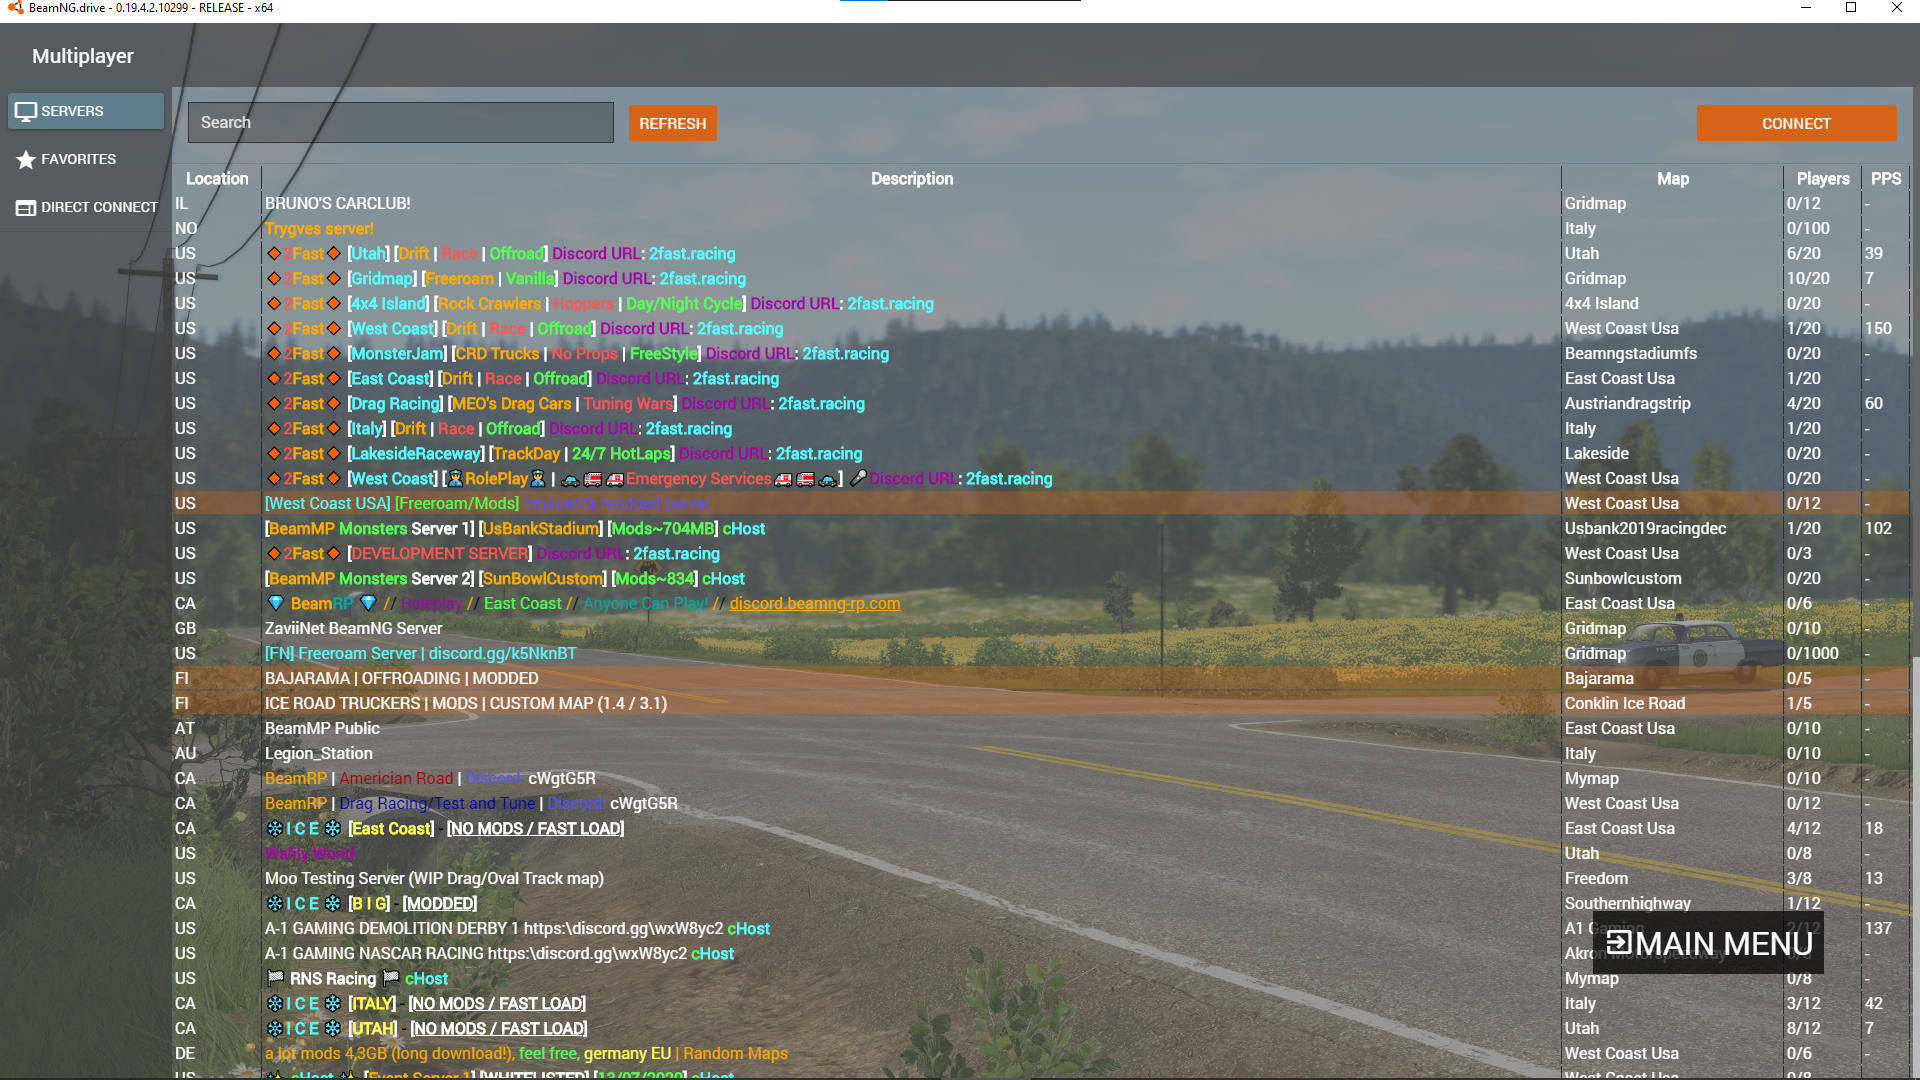 BeamNG.drive - 0.19.4.2.10299 - RELEASE - x64
Multiplayer
SERVERS
FAVORITES
DIRECT CONNECT
Search REFRESH CONNECT
Location Description Map Players PPS
IL BRUNO'S CARCLUB! Gridmap 0/12 -
NO Trygves server! Italy 0/100 -
US 🔶2Fast🔶 [Utah] [Drift | Race | Offroad] Discord URL: 2fast.racing Utah 6/20 39
US 🔶2Fast🔶 [Gridmap] [Freeroam | Vanilla] Discord URL: 2fast.racing Gridmap 10/20 7
US 🔶2Fast🔶 [4x4 Island] [Rock Crawlers | Hoppers | Day/Night Cycle] Discord URL: 2fast.racing 4x4 Island 0/20 -
US 🔶2Fast🔶 [West Coast] [Drift | Race | Offroad] Discord URL: 2fast.racing West Coast Usa 1/20 150
US 🔶2Fast🔶 [MonsterJam] [CRD Trucks | No Props | FreeStyle] Discord URL: 2fast.racing Beamngstadiumfs 0/20 -
US 🔶2Fast🔶 [East Coast] [Drift | Race | Offroad] Discord URL: 2fast.racing East Coast Usa 1/20 -
US 🔶2Fast🔶 [Drag Racing] [MEO's Drag Cars | Tuning Wars] Discord URL: 2fast.racing Austriandragstrip 4/20 60
US 🔶2Fast🔶 [Italy] [Drift | Race | Offroad] Discord URL: 2fast.racing Italy 1/20 -
US 🔶2Fast🔶 [LakesideRaceway] [TrackDay | 24/7 HotLaps] Discord URL: 2fast.racing Lakeside 0/20 -
US 🔶2Fast🔶 [West Coast] [👮RolePlay👮 | 🚓🚒🚑Emergency Services🚑🚒🚓] 🎤Discord URL: 2fast.racing West Coast Usa 0/20 -
US [West Coast USA] [Freeroam/Mods] Innocent's modded Server West Coast Usa 0/12 -
US [BeamMP Monsters Server 1] [UsBankStadium] [Mods~704MB] cHost Usbank2019racingdec 1/20 102
US 🔶2Fast🔶 [DEVELOPMENT SERVER] Discord URL: 2fast.racing West Coast Usa 0/3 -
US [BeamMP Monsters Server 2] [SunBowlCustom] [Mods~834] cHost Sunbowlcustom 0/20 -
CA 💎 BeamRP 💎 // Roleplay // East Coast // Anyone Can Play! // discord.beamng-rp.com East Coast Usa 0/6 -
GB ZaviiNet BeamNG Server Gridmap 0/10 -
US [FN] Freeroam Server | discord.gg/k5NknBT Gridmap 0/1000 -
FI BAJARAMA | OFFROADING | MODDED Bajarama 0/5 -
FI ICE ROAD TRUCKERS | MODS | CUSTOM MAP (1.4 / 3.1) Conklin Ice Road 1/5 -
AT BeamMP Public East Coast Usa 0/10 -
AU Legion_Station Italy 0/10 -
CA BeamRP | Americian Road | Discord: cWgtG5R Mymap 0/10 -
CA BeamRP | Drag Racing/Test and Tune | Discord: cWgtG5R West Coast Usa 0/12 -
CA ❄I C E ❄ [East Coast] - [NO MODS / FAST LOAD] East Coast Usa 4/12 18
US World Utah 0/8 -
US Moo Testing Server (WIP Drag/Oval Track map) Freedom 3/8 13
CA ❄I C E ❄ [B I G] - [MODDED] Southernhighway 1/12 -
US A-1 GAMING DEMOLITION DERBY 1 https:\discord.gg\wxW8yc2 cHost A1 Gaming 2/12 137
US A-1 GAMING NASCAR RACING https:\discord.gg\wxW8yc2 cHost Akron -
MAIN MENU
US 🏁 RNS Racing 🏁 cHost Mymap 0/8 -
CA ❄I C E ❄ [ITALY] - [NO MODS / FAST LOAD] Italy 3/12 42
CA ❄I C E ❄ [UTAH] - [NO MODS / FAST LOAD] Utah 8/12 7
DE a lot mods 4,3GB (long download!), feel free, germany EU | Random Maps West Coast Usa 0/6 -
US ✨ cHost ✨ [Event Server 1] [WHITELISTED] [13/07/2020] cHost West Coast Usa 0/8 -